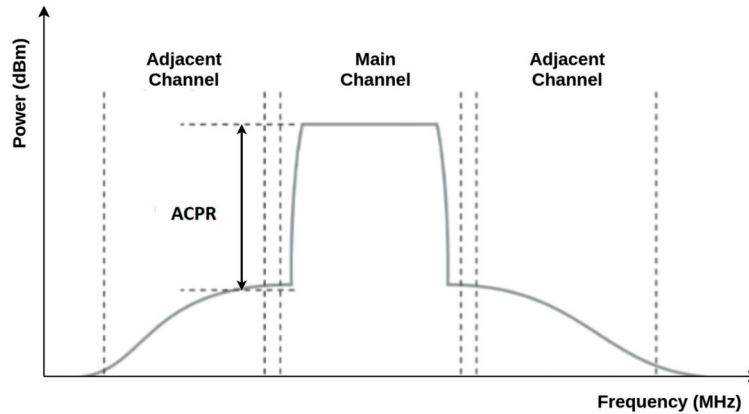 Power (dBm)
Adjacent
Channel
Main
Channel
Adjacent
Channel
ACPR
Frequency (MHz)